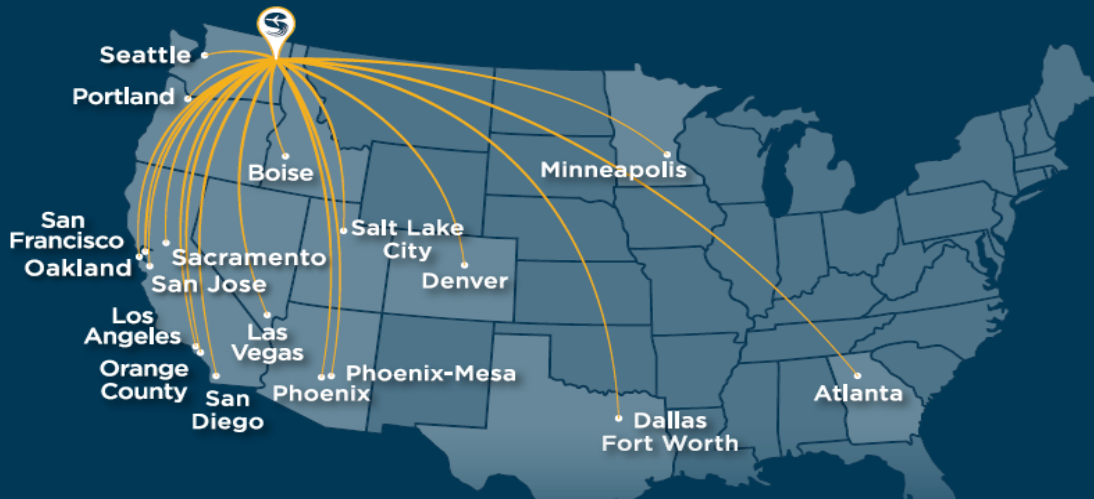 Seattle
Portland
Boise
Minneapolis
San
Francisco
Oakland
Sacramento
San Jose
Salt Lake
City
Denver
Los
Angeles
Orange
County
San
Diego
Las
Vegas
Phoenix
Phoenix-Mesa
Dallas
Fort Worth
Atlanta